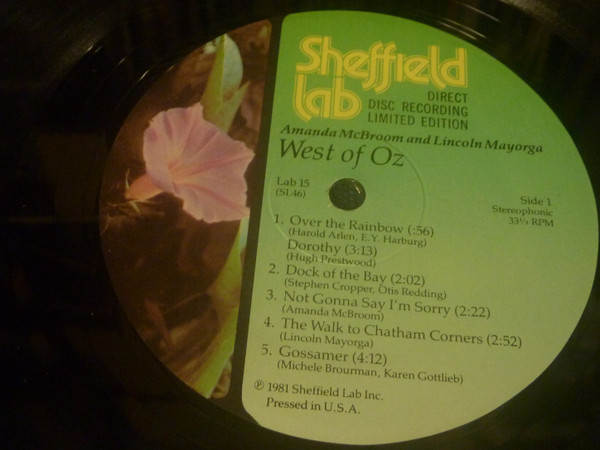 Sheffield
lab
DIRECT
DISC RECORDING
LIMITED EDITION
Amanda McBroom and Lincoln Mayorga
West of Oz
Lab 15
(SL46)
Side 1
Stereophonic
33⅓ RPM
1. Over the Rainbow (:56)
(Harold Arlen, E.Y. Harburg)
Dorothy (3:13)
(Hugh Prestwood)
2. Dock of the Bay (2:02)
(Stephen Cropper, Otis Redding)
3. Not Gonna Say I'm Sorry (2:22)
(Amanda McBroom)
4. The Walk to Chatham Corners (2:52)
(Lincoln Mayorga)
5. Gossamer (4:12)
(Michele Brourman, Karen Gottlieb)
℗ 1981 Sheffield Lab Inc.
Pressed in U.S.A.